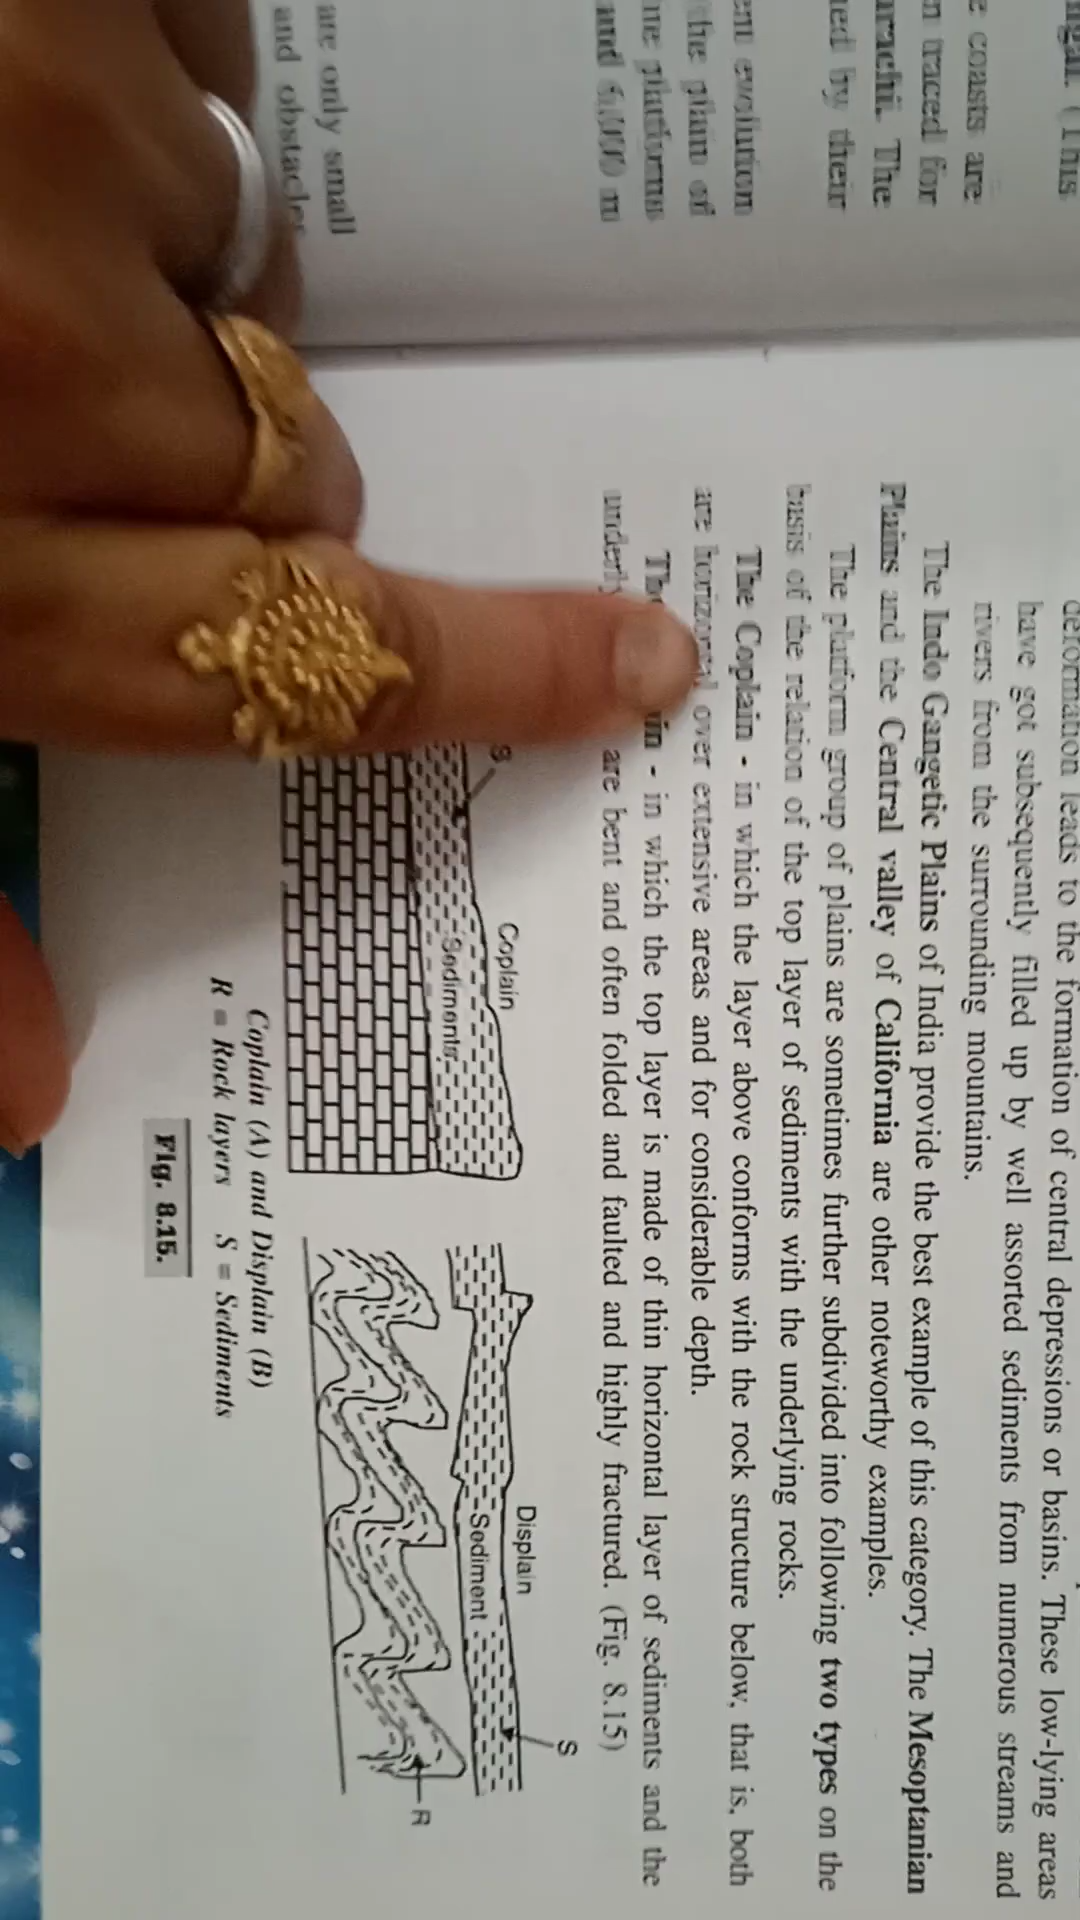 ngal. (This
e coasts are
n traced for
arachi. The
ned by their
ent evolution
the plain of
ne platforms
and 6,000 m
are only small
and obstacles
deformation leads to the formation of central depressions or basins. These low-lying areas
have got subsequently filled up by well assorted sediments from numerous streams and
rivers from the surrounding mountains.
The Indo Gangetic Plains of India provide the best example of this category. The Mesoptanian
Plains and the Central valley of California are other noteworthy examples.
The platform group of plains are sometimes further subdivided into following two types on the
basis of the relation of the top layer of sediments with the underlying rocks.
The Coplain - in which the layer above conforms with the rock structure below, that is, both
are horizontal over extensive areas and for considerable depth.
The in - in which the top layer is made of thin horizontal layer of sediments and the
underly are bent and often folded and faulted and highly fractured. (Fig. 8.15)
S
Coplain
Sediments
Displain
Sediment
S
R
Coplain (A) and Displain (B)
R = Rock layers S = Sediments
Fig. 8.15.